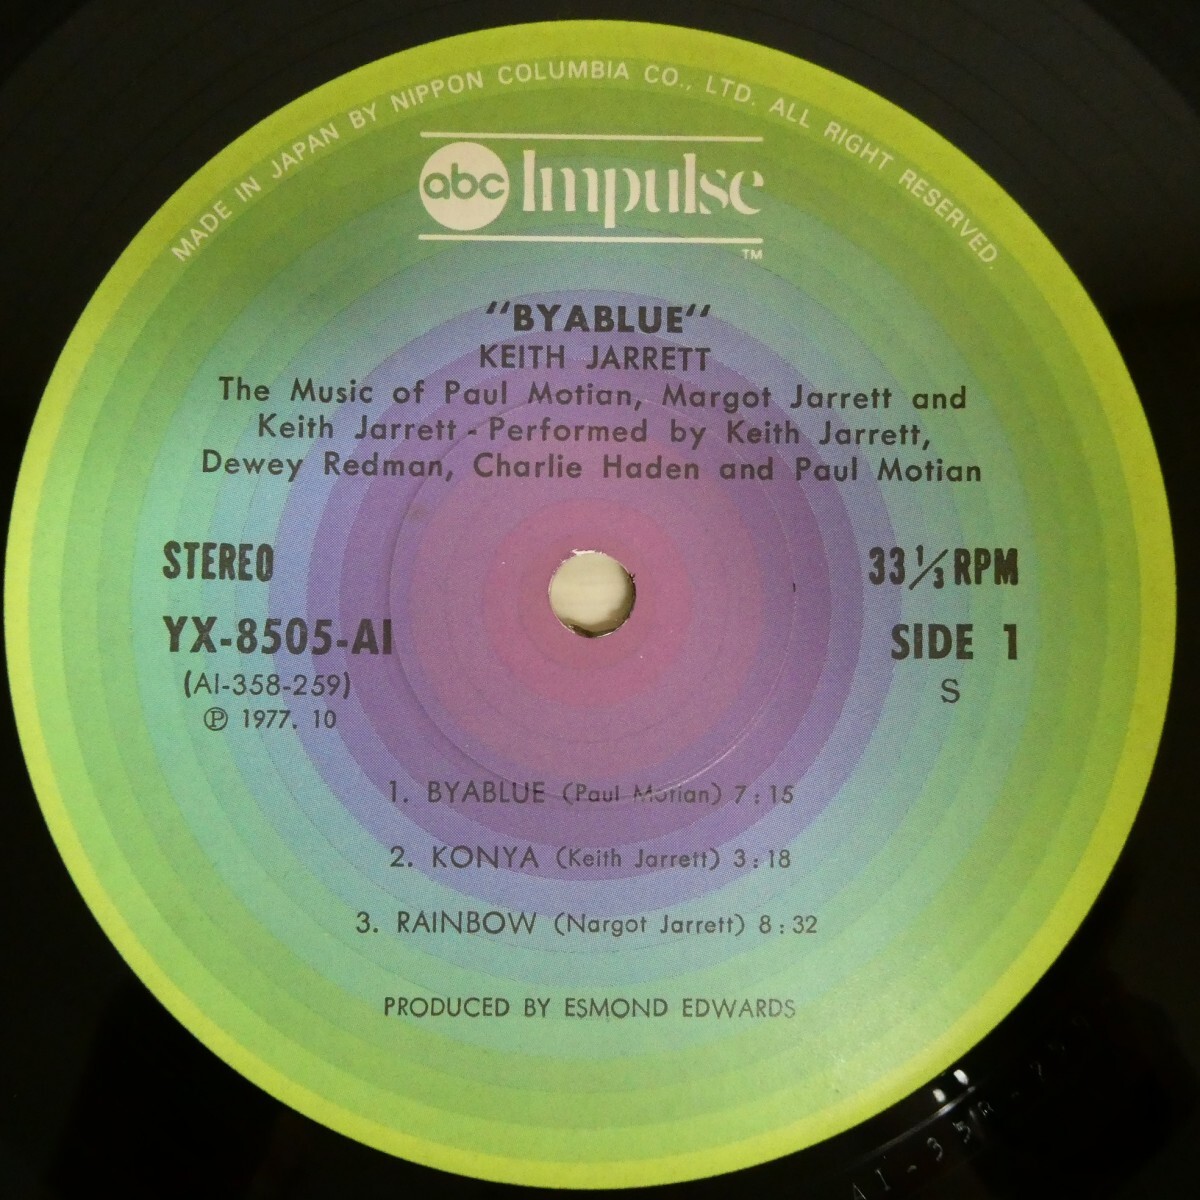 MADE IN JAPAN BY NIPPON COLUMBIA CO., LTD. ALL RIGHT RESERVED.
abc Impulse
TM
"BYABLUE"
KEITH JARRETT
The Music of Paul Motian, Margot Jarrett and
Keith Jarrett - Performed by Keith Jarrett,
Dewey Redman, Charlie Haden and Paul Motian
STEREO
33 1/3 RPM
YX-8505-AI
SIDE 1
(AI-358-259)
S
℗ 1977. 10
1. BYABLUE (Paul Motian) 7:15
2. KONYA (Keith Jarrett) 3:18
3. RAINBOW (Nargot Jarrett) 8:32
PRODUCED BY ESMOND EDWARDS